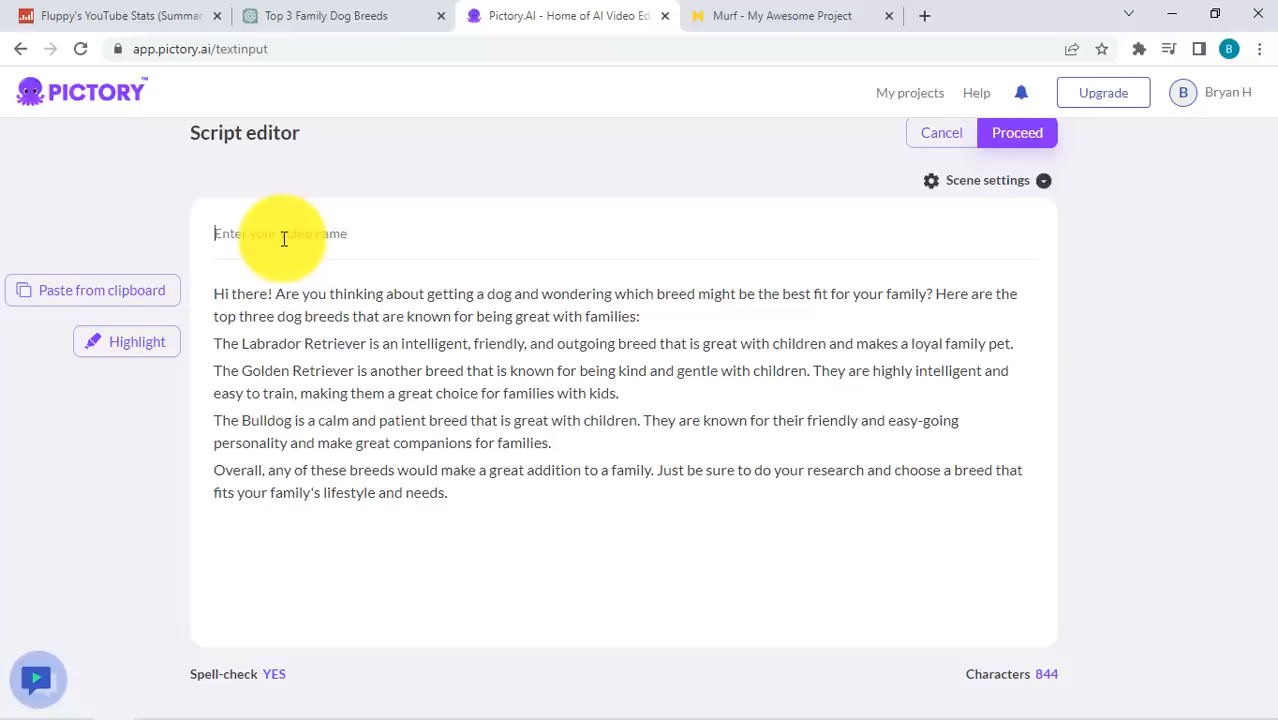 Fluppy's YouTube Stats (Summar
Top 3 Family Dog Breeds
Pictory.AI - Home of AI Video Ed
Murf - My Awesome Project
app.pictory.ai/textinput
B
PICTORY™
My projects
Help
Upgrade
B
Bryan H
Script editor
Cancel
Proceed
Scene settings
Enter your video name
Paste from clipboard
Highlight
Hi there! Are you thinking about getting a dog and wondering which breed might be the best fit for your family? Here are the
top three dog breeds that are known for being great with families:
The Labrador Retriever is an intelligent, friendly, and outgoing breed that is great with children and makes a loyal family pet.
The Golden Retriever is another breed that is known for being kind and gentle with children. They are highly intelligent and
easy to train, making them a great choice for families with kids.
The Bulldog is a calm and patient breed that is great with children. They are known for their friendly and easy-going
personality and make great companions for families.
Overall, any of these breeds would make a great addition to a family. Just be sure to do your research and choose a breed that
fits your family's lifestyle and needs.
Spell-check YES
Characters 844